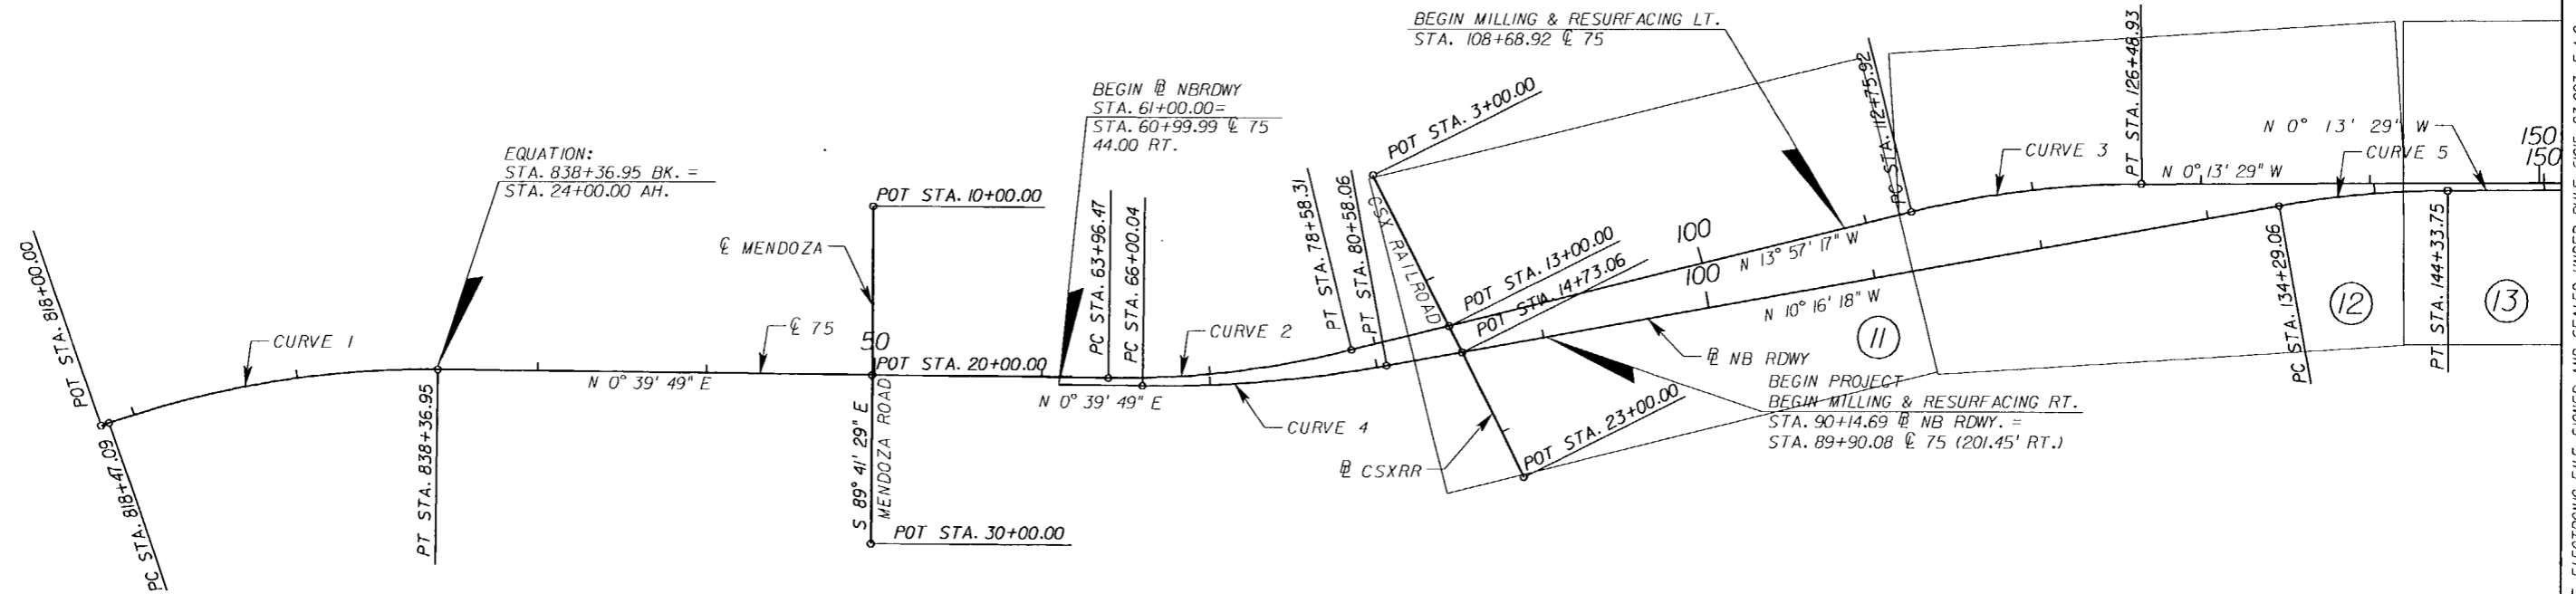 POT STA. 818+00.00
PC STA. 818+47.09
CURVE 1
EQUATION:
STA. 838+36.95 BK. =
STA. 24+00.00 AH.
PT STA. 838+36.95
N 0° 39' 49" E
℄ 75
℄ MENDOZA
50
POT STA. 10+00.00
POT STA. 20+00.00
POT STA. 30+00.00
S 89° 41' 29" E
MENDOZA ROAD
BEGIN ⅊ NBRDWY
STA. 61+00.00=
STA. 60+99.99 ℄ 75
44.00 RT.
N 0° 39' 49" E
PC STA. 63+96.47
PC STA. 66+00.04
CURVE 2
CURVE 4
PT STA. 78+58.31
PT STA. 80+58.06
POT STA. 3+00.00
CSX RAILROAD
POT STA. 13+00.00
POT STA. 14+73.06
POT STA. 23+00.00
⅊ CSXRR
BEGIN MILLING & RESURFACING LT.
STA. 108+68.92 ℄ 75
100
100
N 13° 57' 17" W
N 10° 16' 18" W
⅊ NB RDWY
11
BEGIN PROJECT
BEGIN MILLING & RESURFACING RT.
STA. 90+14.69 ⅊ NB RDWY. =
STA. 89+90.08 ℄ 75 (201.45' RT.)
PC STA. 112+75.92
CURVE 3
PT STA. 126+48.93
N 0° 13' 29" W
N 0° 13' 29" W
CURVE 5
150
150
PC STA. 134+29.06
12
PT STA. 144+33.75
13